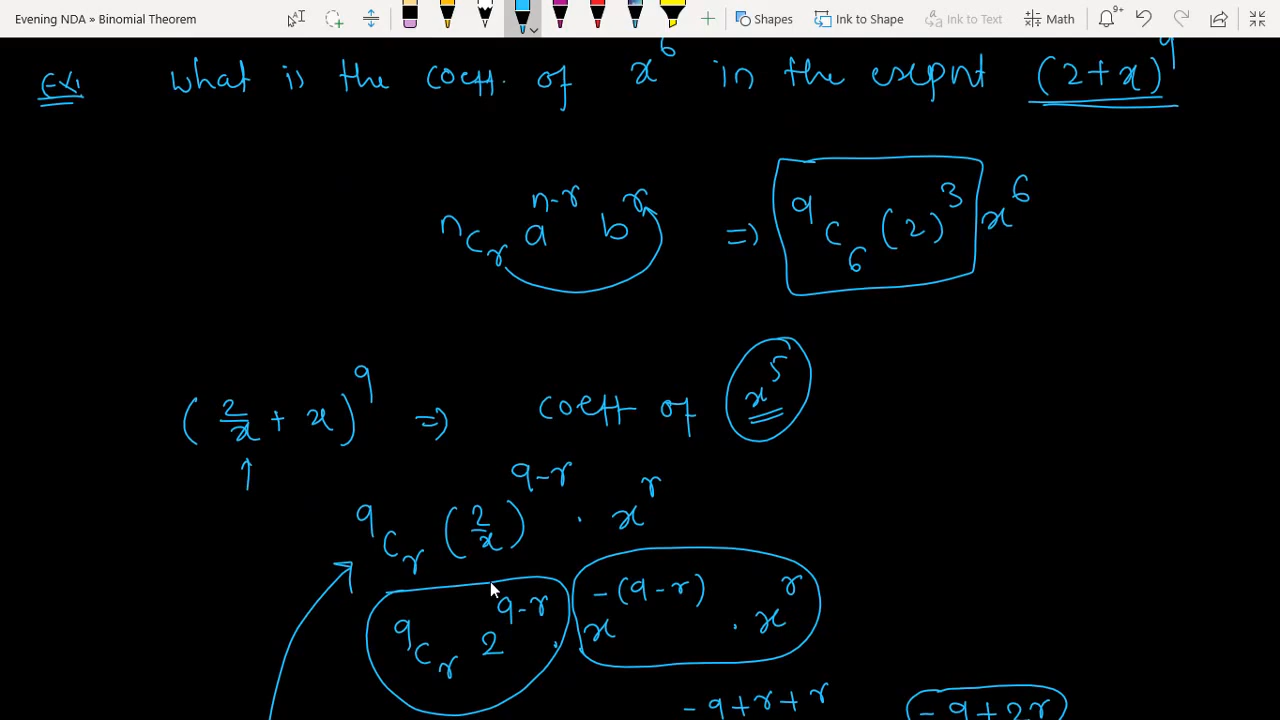 Evening NDA » Binomial Theorem
Shapes Ink to Shape Ink to Text Math 9+
Ex: What is the coeff. of x^6 in the expnt (2+x)^9
nCr a^(n-r) b^r => 9C6 (2)^3 x^6
(2/x + x)^9 => coeff of x^5
9Cr (2/x)^(9-r) . x^r
9Cr 2^(9-r) . x^(-(9-r)) . x^r
-9+r+r -9+2r